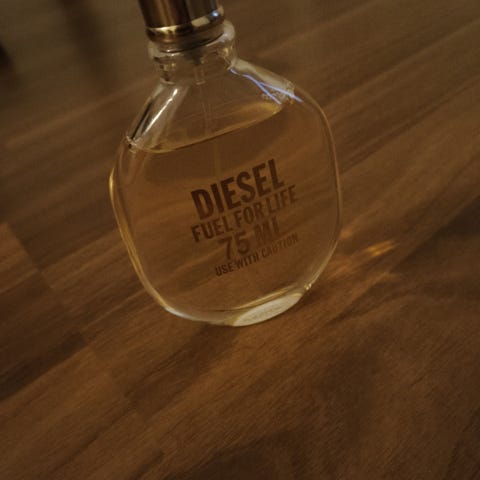 DIESEL
FUEL FOR LIFE
75 ML
USE WITH CAUTION